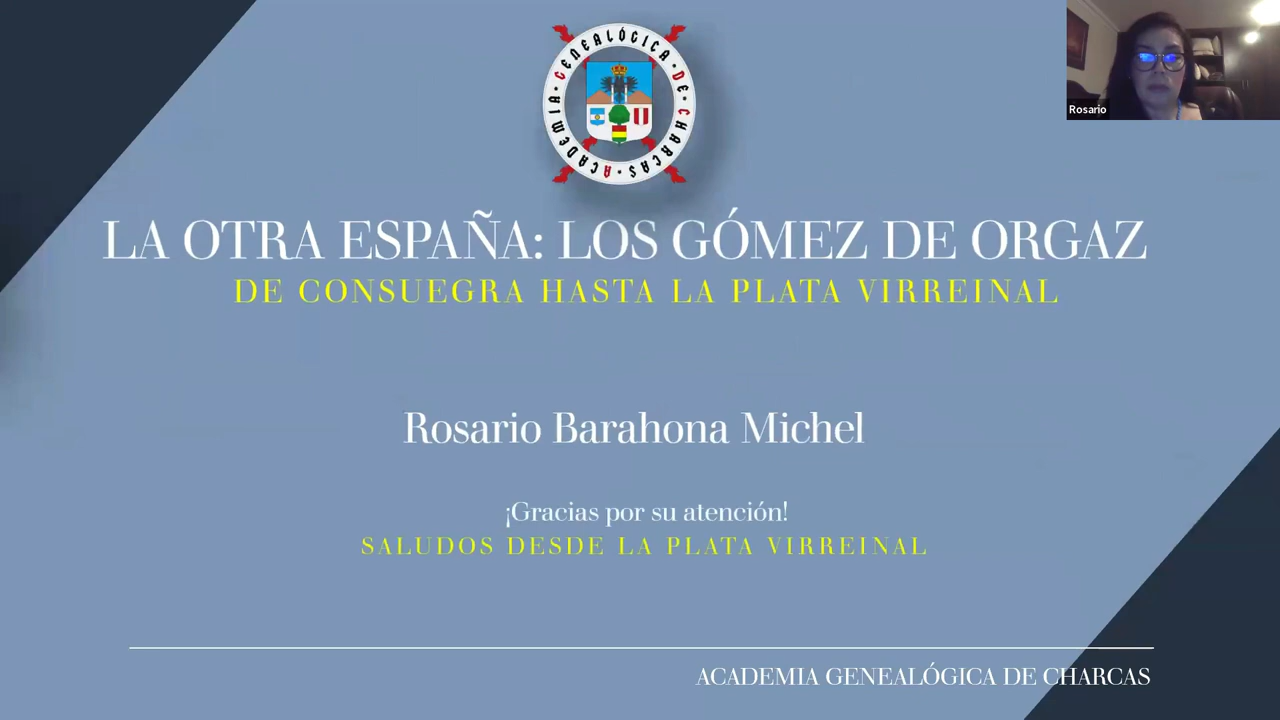 ACADEMIA GENEALÓGICA DE CHARCAS
Rosario
LA OTRA ESPAÑA: LOS GÓMEZ DE ORGAZ
DE CONSUEGRA HASTA LA PLATA VIRREINAL
Rosario Barahona Michel
¡Gracias por su atención!
SALUDOS DESDE LA PLATA VIRREINAL
ACADEMIA GENEALÓGICA DE CHARCAS